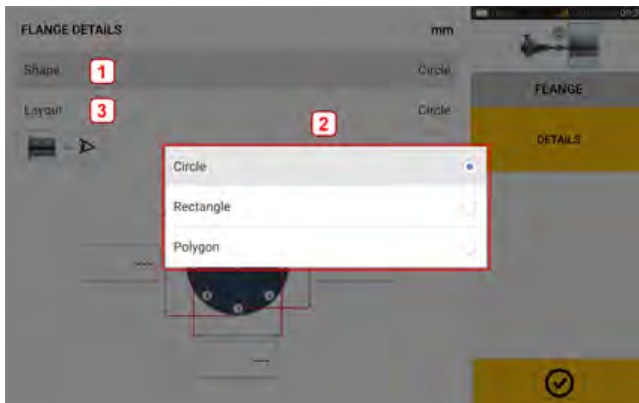 FLANGE DETAILS
mm
Shape
1
Circle
Layout
3
Circle
2
Circle
Rectangle
Polygon
FLANGE
DETAILS